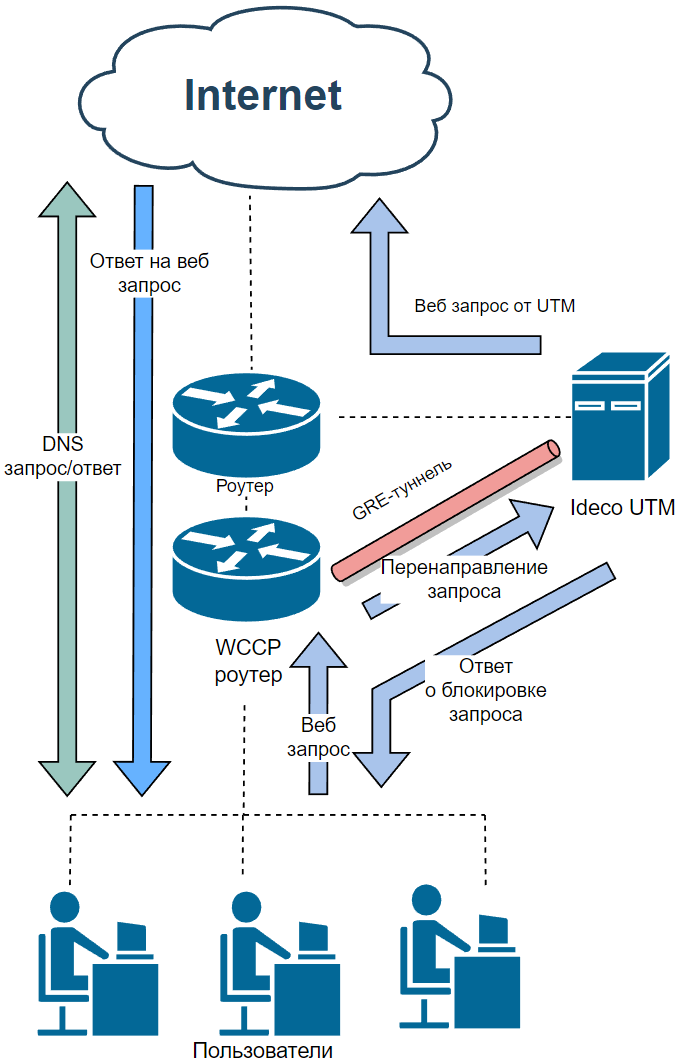 Internet
Ответ на веб
запрос
Веб запрос от UTM
DNS
запрос/ответ
Роутер
GRE-туннель
Ideco UTM
Перенаправление
запроса
WCCP
роутер
Ответ
о блокировке
запроса
Веб
запрос
Пользователи